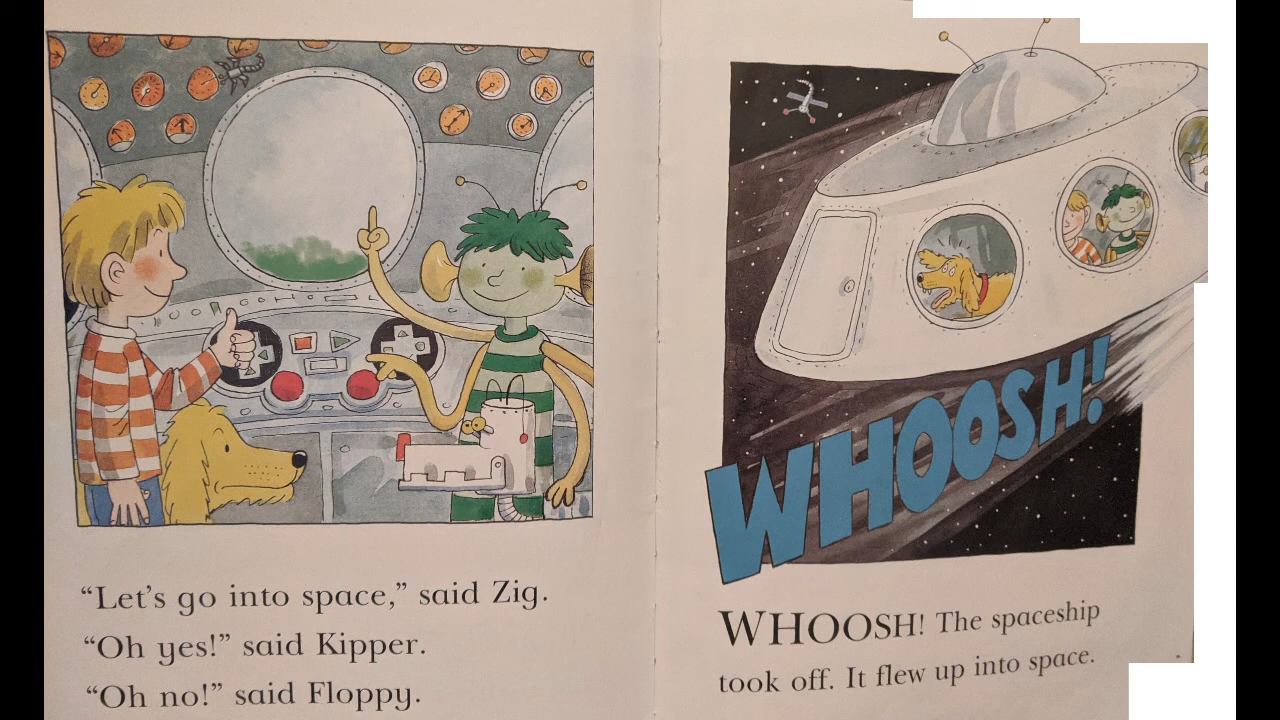 “Let’s go into space,” said Zig.
“Oh yes!” said Kipper.
“Oh no!” said Floppy.
WHOOSH!
WHOOSH! The spaceship
took off. It flew up into space.